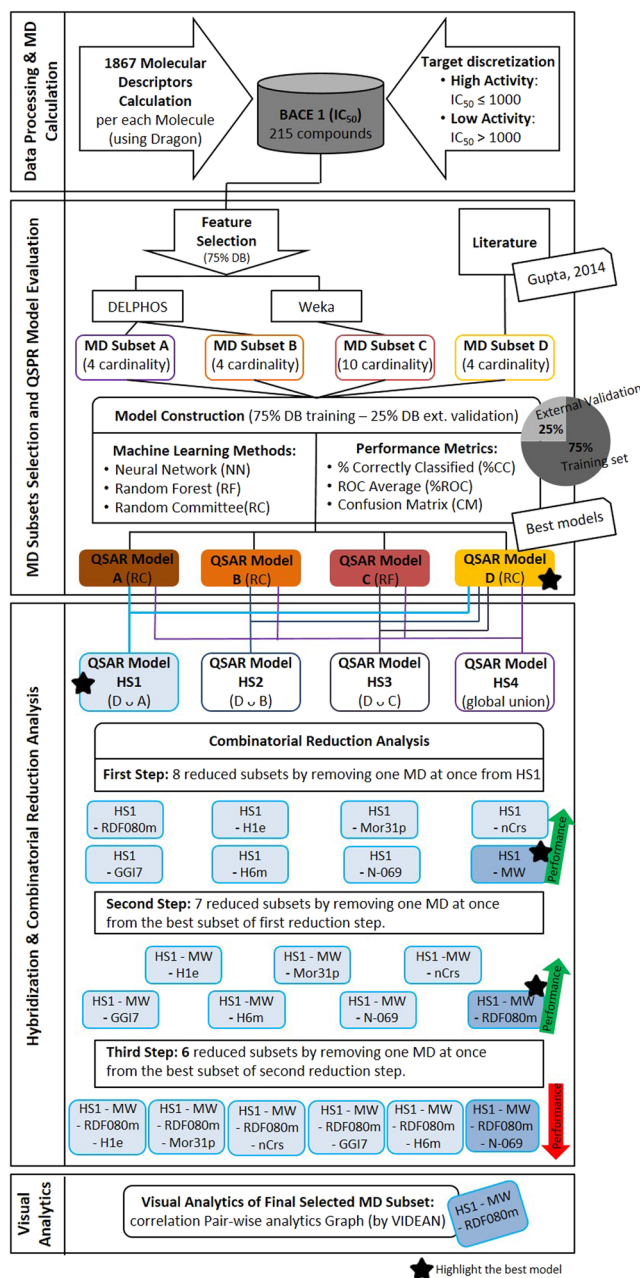 Data Processing & MD
Calculation
1867 Molecular
Descriptors
Calculation
per each Molecule
(using Dragon)
BACE 1 (IC50)
215 compounds
Target discretization
• High Activity:
IC50 ≤ 1000
• Low Activity:
IC50 > 1000
MD Subsets Selection and QSPR Model Evaluation
Feature
Selection
(75% DB)
Literature
Gupta, 2014
DELPHOS
Weka
MD Subset A
(4 cardinality)
MD Subset B
(4 cardinality)
MD Subset C
(10 cardinality)
MD Subset D
(4 cardinality)
Model Construction (75% DB training – 25% DB ext. validation)
Machine Learning Methods:
• Neural Network (NN)
• Random Forest (RF)
• Random Committee(RC)
Performance Metrics:
• % Correctly Classified (%CC)
• ROC Average (%ROC)
• Confusion Matrix (CM)
External Validation
25%
75%
Training set
Best models
QSAR Model
A (RC)
QSAR Model
B (RC)
QSAR Model
C (RF)
QSAR Model
D (RC)
Hybridization & Combinatorial Reduction Analysis
QSAR Model
HS1
(D ᴗ A)
QSAR Model
HS2
(D ᴗ B)
QSAR Model
HS3
(D ᴗ C)
QSAR Model
HS4
(global union)
Combinatorial Reduction Analysis
First Step: 8 reduced subsets by removing one MD at once from HS1
HS1
- RDF080m
HS1
- H1e
HS1
- Mor31p
HS1
- nCrs
HS1
- GGI7
HS1
- H6m
HS1
- N-069
HS1
- MW
Performance
Second Step: 7 reduced subsets by removing one MD at once
from the best subset of first reduction step.
HS1 - MW
- H1e
HS1 - MW
- Mor31p
HS1 -MW
- nCrs
HS1 - MW
- GGI7
HS1 -MW
- H6m
HS1 - MW
- N-069
HS1 - MW
- RDF080m
Performance
Third Step: 6 reduced subsets by removing one MD at once
from the best subset of second reduction step.
HS1 - MW
- RDF080m
- H1e
HS1 - MW
- RDF080m
- Mor31p
HS1 - MW
- RDF080m
- nCrs
HS1 - MW
- RDF080m
- GGI7
HS1 - MW
- RDF080m
- H6m
HS1 - MW
- RDF080m
- N-069
Performance
Visual
Analytics
Visual Analytics of Final Selected MD Subset:
correlation Pair-wise analytics Graph (by VIDEAN)
HS1 - MW
- RDF080m
Highlight the best model